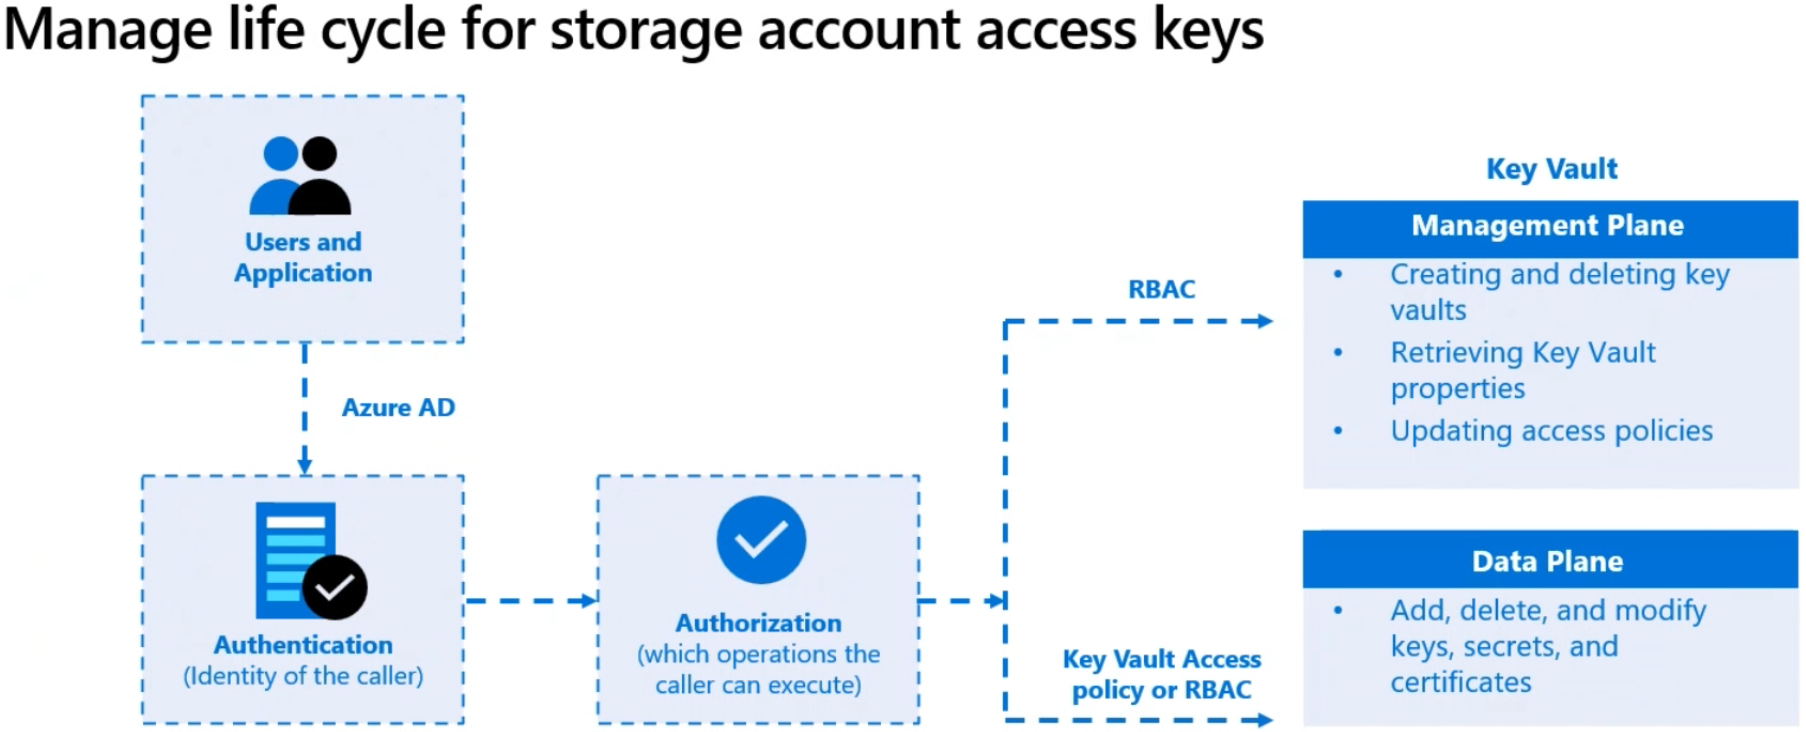 Manage life cycle for storage account access keys
Users and
Application
Azure AD
Authentication
(Identity of the caller)
Authorization
(which operations the
caller can execute)
RBAC
Key Vault Access
policy or RBAC
Key Vault
Management Plane
• Creating and deleting key
vaults
• Retrieving Key Vault
properties
• Updating access policies
Data Plane
• Add, delete, and modify
keys, secrets, and
certificates